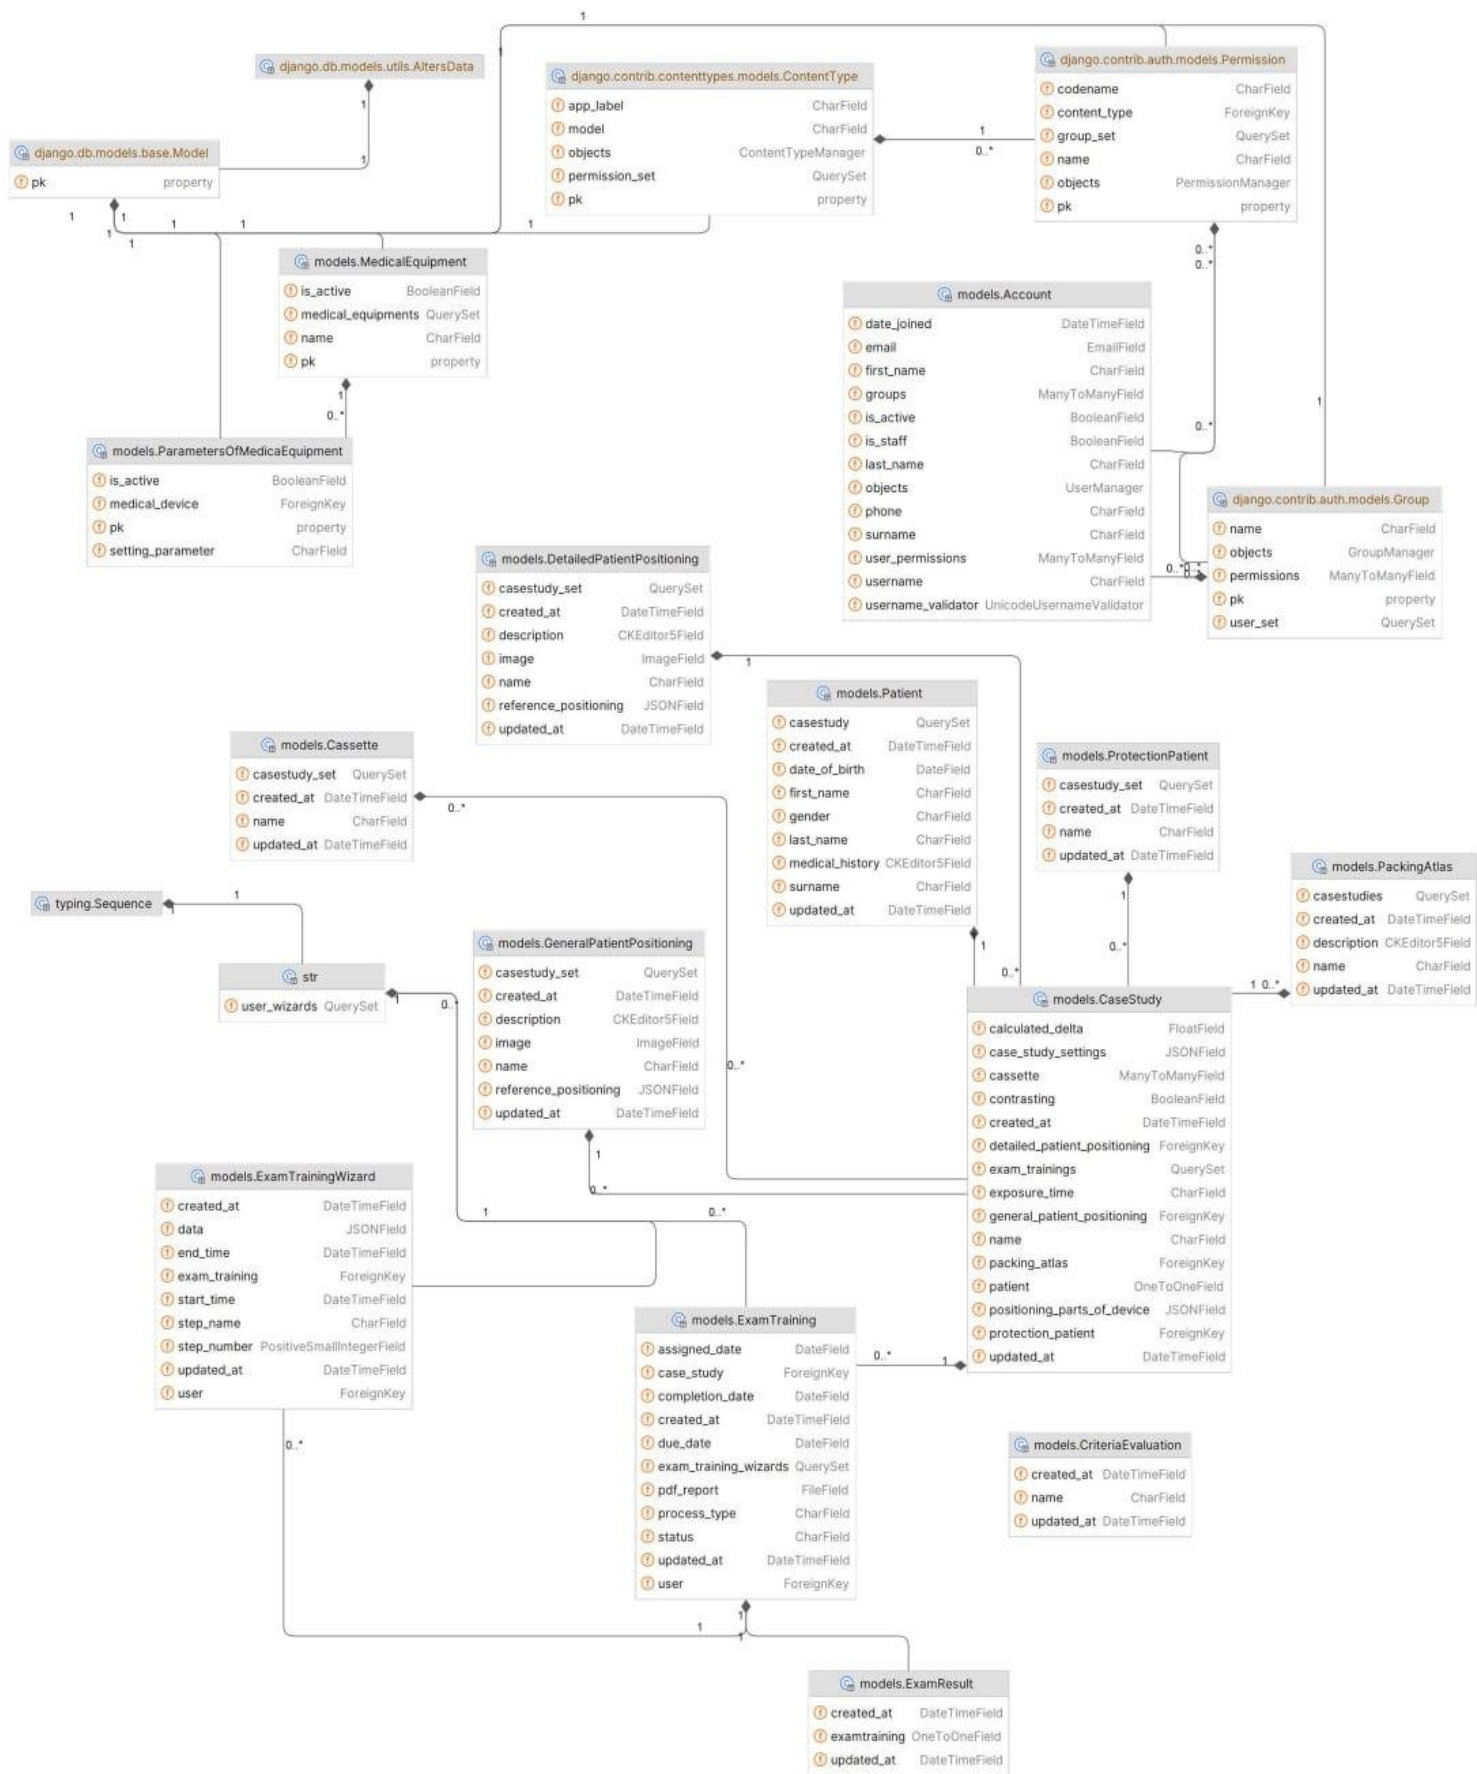 django.db.models.utils.AltersData
django.db.models.base.Model
pk property
django.contrib.contenttypes.models.ContentType
app_label CharField
model CharField
objects ContentTypeManager
permission_set QuerySet
pk property
django.contrib.auth.models.Permission
codename CharField
content_type ForeignKey
group_set QuerySet
name CharField
objects PermissionManager
pk property
models.MedicalEquipment
is_active BooleanField
medical_equipments QuerySet
name CharField
pk property
models.Account
date_joined DateTimeField
email EmailField
first_name CharField
groups ManyToManyField
is_active BooleanField
is_staff BooleanField
last_name CharField
objects UserManager
phone CharField
surname CharField
user_permissions ManyToManyField
username CharField
username_validator UnicodeUsernameValidator
models.ParametersOfMedicaEquipment
is_active BooleanField
medical_device ForeignKey
pk property
setting_parameter CharField
django.contrib.auth.models.Group
name CharField
objects GroupManager
permissions ManyToManyField
pk property
user_set QuerySet
models.DetailedPatientPositioning
casestudy_set QuerySet
created_at DateTimeField
description CKEditor5Field
image ImageField
name CharField
reference_positioning JSONField
updated_at DateTimeField
models.Patient
casestudy QuerySet
created_at DateTimeField
date_of_birth DateField
first_name CharField
gender CharField
last_name CharField
medical_history CKEditor5Field
surname CharField
updated_at DateTimeField
models.Cassette
casestudy_set QuerySet
created_at DateTimeField
name CharField
updated_at DateTimeField
models.ProtectionPatient
casestudy_set QuerySet
created_at DateTimeField
name CharField
updated_at DateTimeField
models.PackingAtlas
casestudies QuerySet
created_at DateTimeField
description CKEditor5Field
name CharField
updated_at DateTimeField
typing.Sequence
str
user_wizards QuerySet
models.GeneralPatientPositioning
casestudy_set QuerySet
created_at DateTimeField
description CKEditor5Field
image ImageField
name CharField
reference_positioning JSONField
updated_at DateTimeField
models.CaseStudy
calculated_delta FloatField
case_study_settings JSONField
cassette ManyToManyField
contrasting BooleanField
created_at DateTimeField
detailed_patient_positioning ForeignKey
exam_trainings QuerySet
exposure_time CharField
general_patient_positioning ForeignKey
name CharField
packing_atlas ForeignKey
patient OneToOneField
positioning_parts_of_device JSONField
protection_patient ForeignKey
updated_at DateTimeField
models.ExamTrainingWizard
created_at DateTimeField
data JSONField
end_time DateTimeField
exam_training ForeignKey
start_time DateTimeField
step_name CharField
step_number PositiveSmallIntegerField
updated_at DateTimeField
user ForeignKey
models.ExamTraining
assigned_date DateField
case_study ForeignKey
completion_date DateField
created_at DateTimeField
due_date DateField
exam_training_wizards QuerySet
pdf_report FileField
process_type CharField
status CharField
updated_at DateTimeField
user ForeignKey
models.CriteriaEvaluation
created_at DateTimeField
name CharField
updated_at DateTimeField
models.ExamResult
created_at DateTimeField
examtraining OneToOneField
updated_at DateTimeField